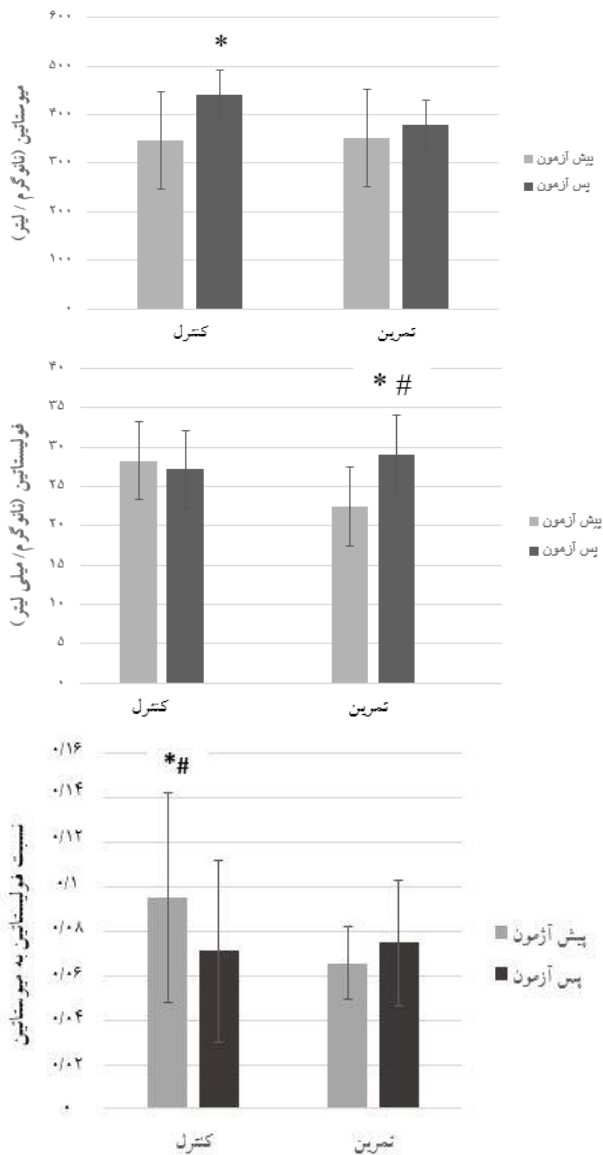 ۶۰۰
۵۰۰
۴۰۰
۳۰۰
۲۰۰
۱۰۰
۰
میوستاتین (نانوگرم / لیتر)
*
کنترل
تمرین
پیش آزمون
پس آزمون
۴۰
۳۵
۳۰
۲۵
۲۰
۱۵
۱۰
۵
۰
فولیستاتین (نانوگرم/ میلی لیتر)
* #
کنترل
تمرین
پیش آزمون
پس آزمون
۰/۱۶
۰/۱۴
۰/۱۲
۰/۱
۰/۰۸
۰/۰۶
۰/۰۴
۰/۰۲
۰
نسبت فولیستاتین به میوستاتین
*#
کنترل
تمرین
پیش آزمون
پس آزمون